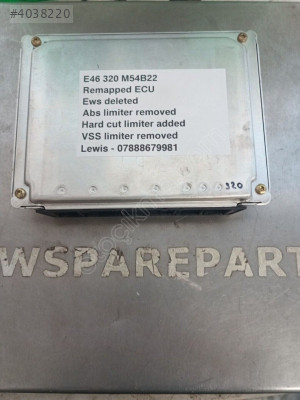 #4038220
E46 320 M54B22
Remapped ECU
Ews deleted
Abs limiter removed
Hard cut limiter added
VSS limiter removed
Lewis - 07888679981
320
WSPAREPART